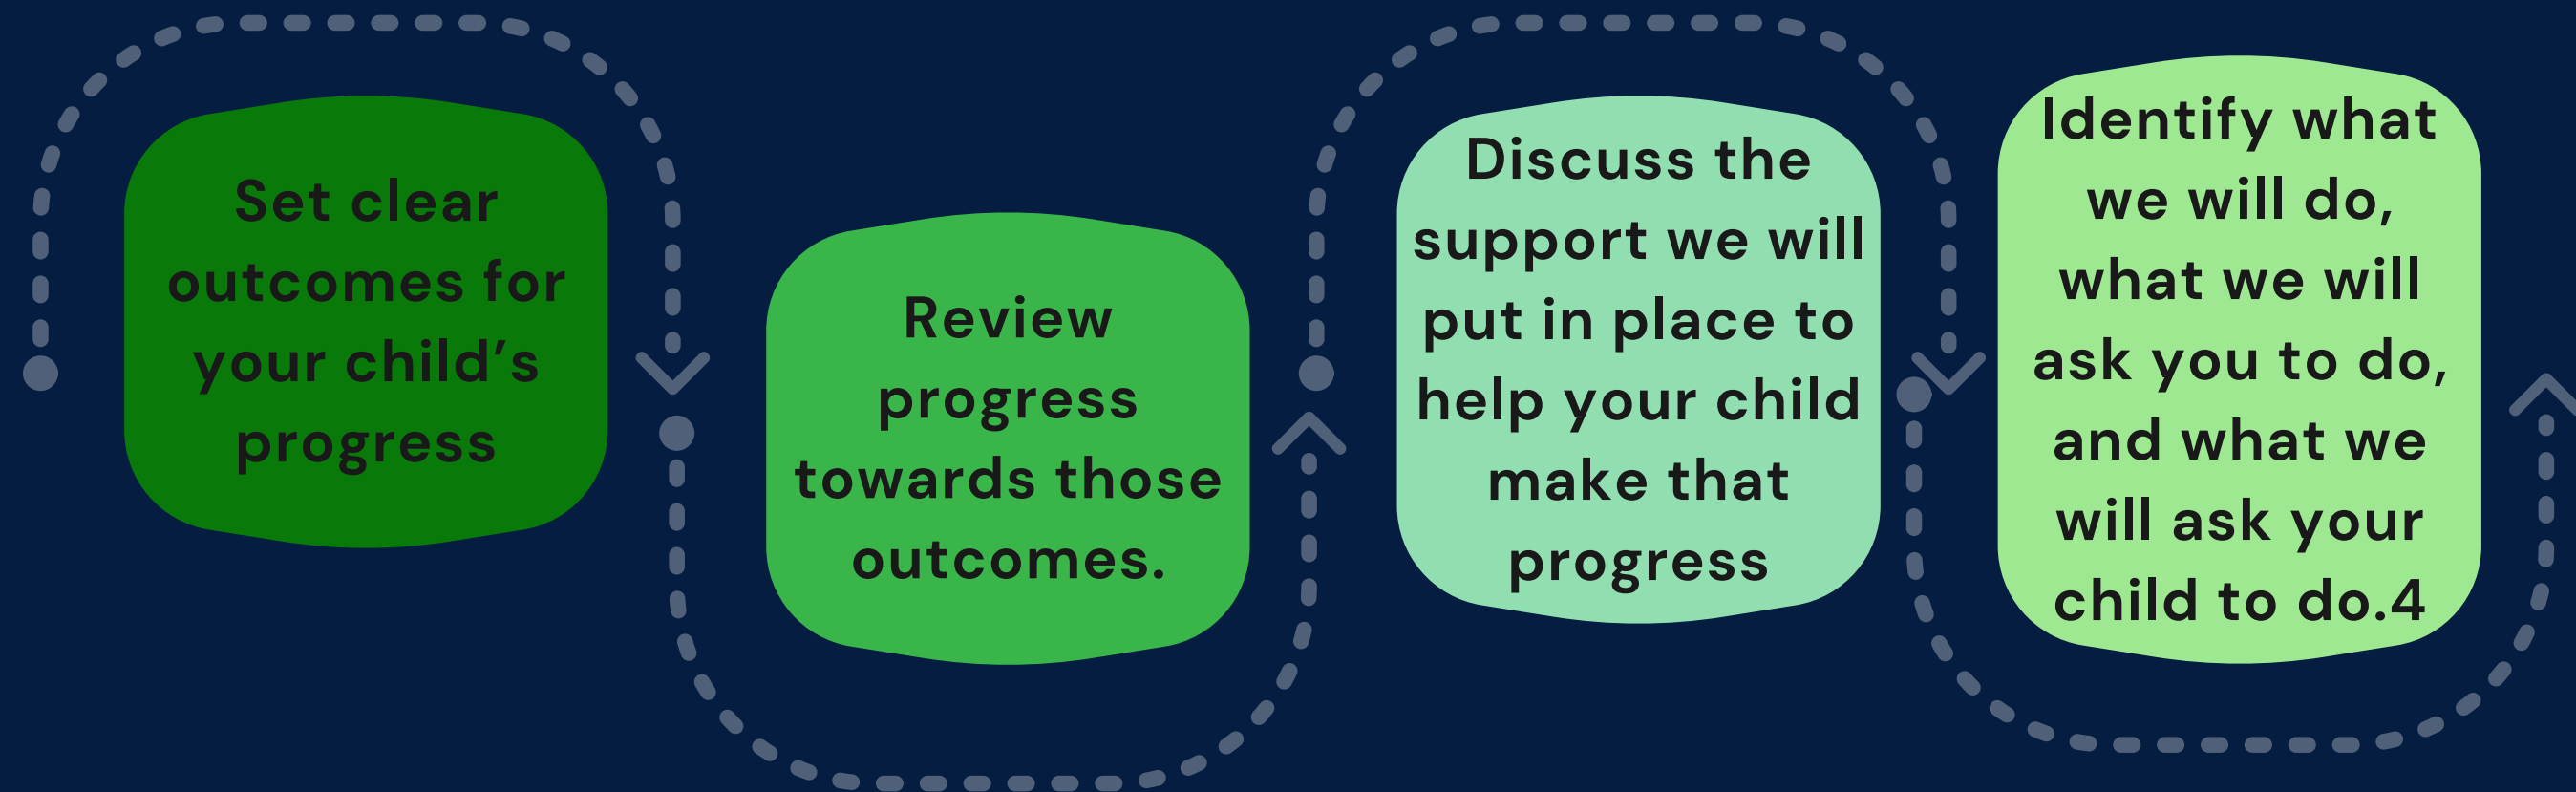 Set clear
outcomes for
your child’s
progress
Review
progress
towards those
outcomes.
Discuss the
support we will
put in place to
help your child
make that
progress
Identify what
we will do,
what we will
ask you to do,
and what we
will ask your
child to do.4